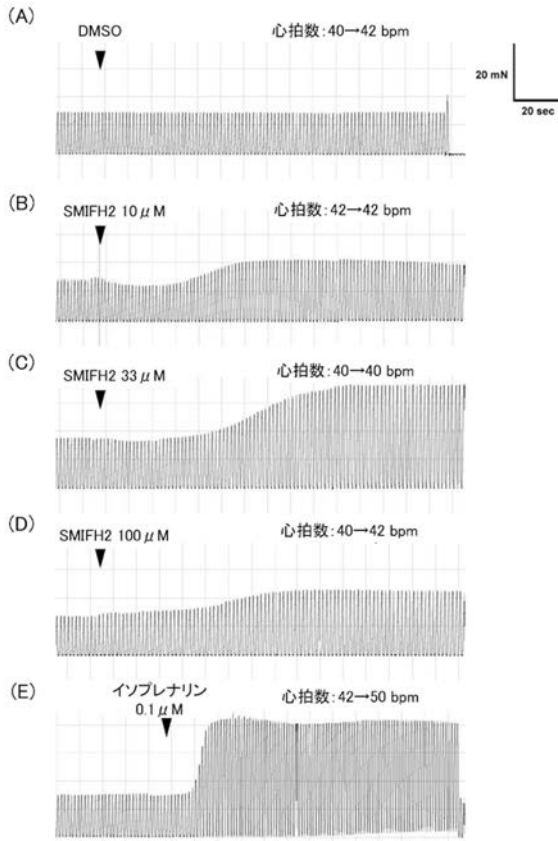 (A)
DMSO
心拍数:40→42 bpm
20 mN
20 sec
(B)
SMIFH2 10 μM
心拍数:42→42 bpm
(C)
SMIFH2 33 μM
心拍数:40→40 bpm
(D)
SMIFH2 100 μM
心拍数:40→42 bpm
(E)
イソプレナリン
0.1 μM
心拍数:42→50 bpm